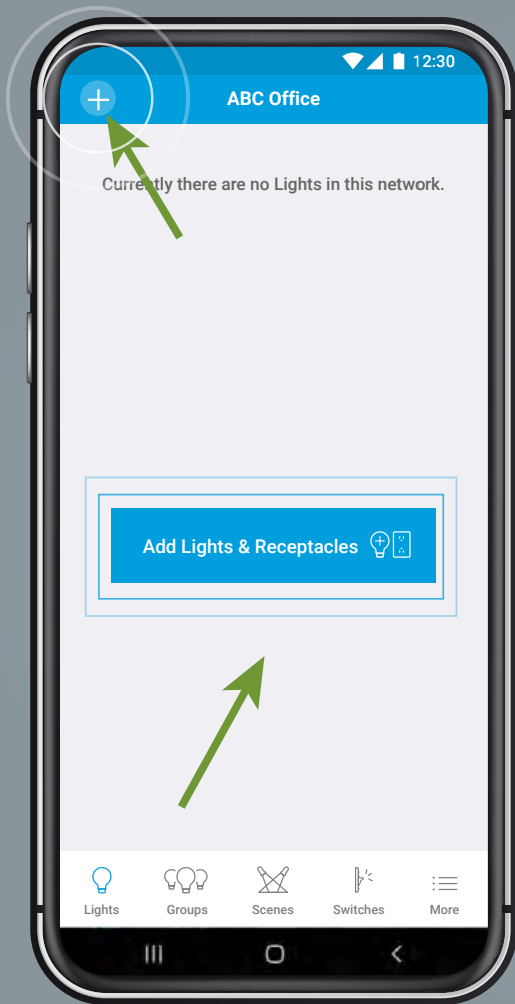 12:30
ABC Office
Currently there are no Lights in this network.
Add Lights & Receptacles
Lights Groups Scenes Switches More